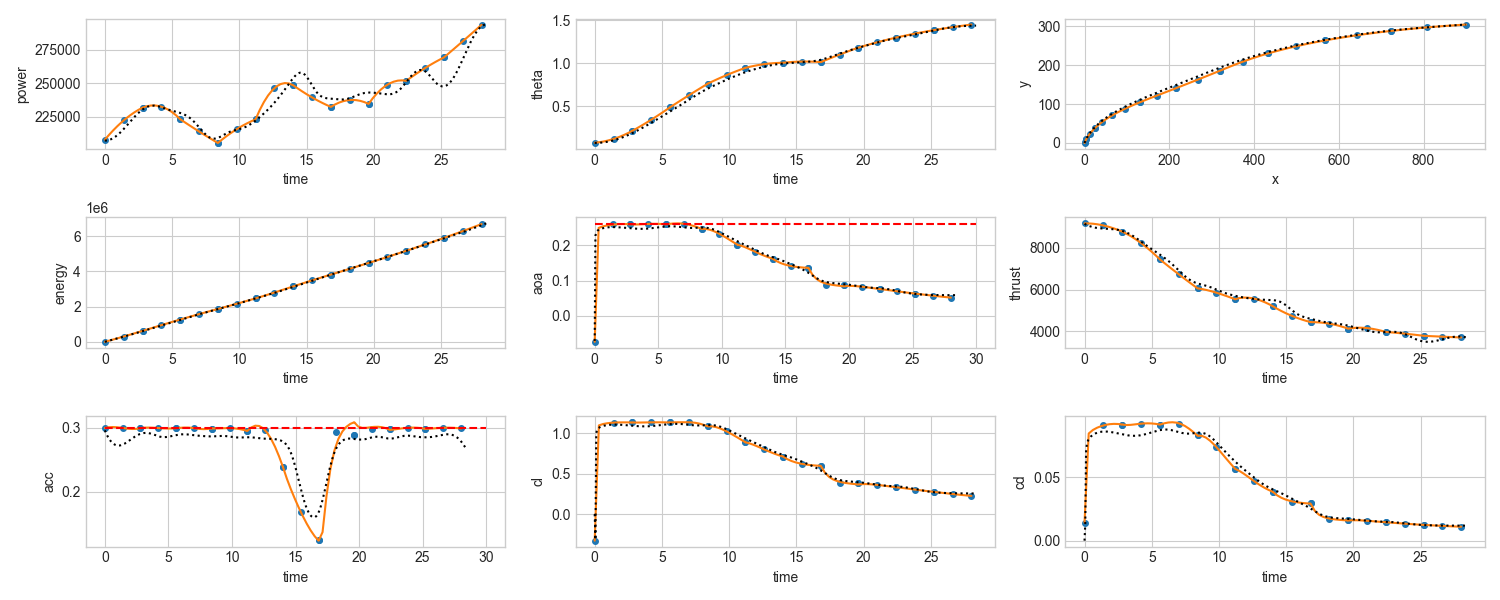 power
275000
250000
225000
0 5 10 15 20 25
time
theta
1.5
1.0
0.5
0 5 10 15 20 25
time
y
300
200
100
0
0 200 400 600 800
x
1e6
energy
6
4
2
0
0 5 10 15 20 25
time
aoa
0.2
0.1
0.0
0 5 10 15 20 25 30
time
thrust
8000
6000
4000
0 5 10 15 20 25
time
acc
0.3
0.2
0 5 10 15 20 25 30
time
cl
1.0
0.5
0.0
0 5 10 15 20 25
time
cd
0.05
0.00
0 5 10 15 20 25
time